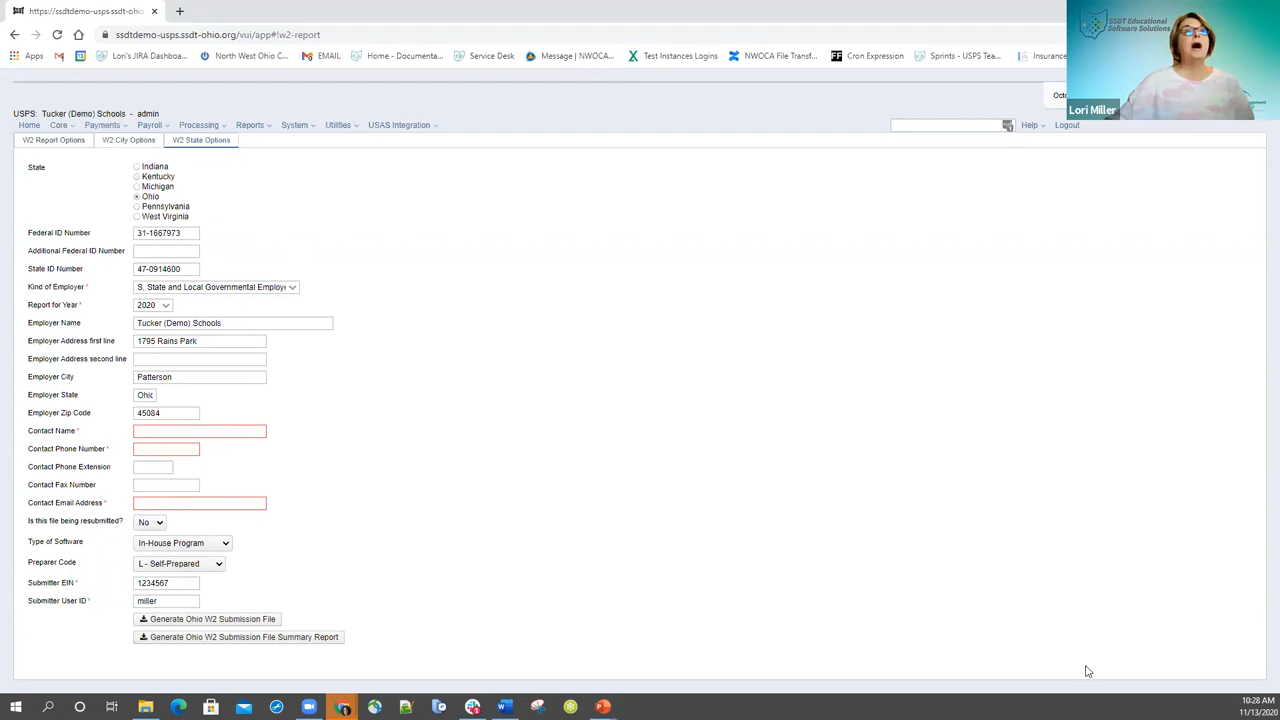 https://ssdtdemo-usps.ssdt-ohio
ssdtdemo-usps.ssdt-ohio.org/vui/app#!w2-report
Apps Lori's JIRA Dashboa... North West Ohio C... EMAIL Home - Documenta... Service Desk Message | NWOCA... Test Instances Logins NWOCA File Transf... Cron Expression Sprints - USPS Team... Insurance
SSDT Educational
Software Solutions
Lori Miller
USPS: Tucker (Demo) Schools - admin
Home Core Payments Payroll Processing Reports System Utilities USAS Integration Help Logout
W2 Report Options W2 City Options W2 State Options
State
Indiana
Kentucky
Michigan
Ohio
Pennsylvania
West Virginia
Federal ID Number 31-1667973
Additional Federal ID Number
State ID Number 47-0914600
Kind of Employer * S, State and Local Governmental Employe
Report for Year * 2020
Employer Name Tucker (Demo) Schools
Employer Address first line 1795 Rains Park
Employer Address second line
Employer City Patterson
Employer State Ohic
Employer Zip Code 45084
Contact Name *
Contact Phone Number *
Contact Phone Extension
Contact Fax Number
Contact Email Address *
Is this file being resubmitted? No
Type of Software In-House Program
Preparer Code L - Self-Prepared
Submitter EIN * 1234567
Submitter User ID * miller
Generate Ohio W2 Submission File
Generate Ohio W2 Submission File Summary Report
10:28 AM
11/13/2020